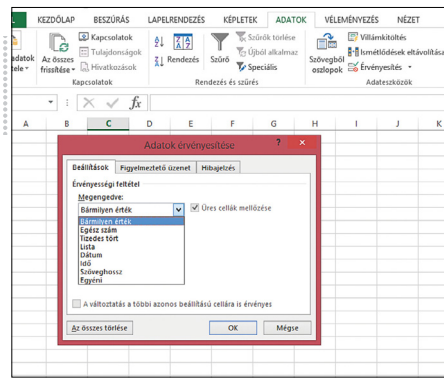 KEZDŐLAP BESZÚRÁS LAPELRENDEZÉS KÉPLETEK ADATOK VÉLEMÉNYEZÉS NÉZET
Kapcsolatok
Tulajdonságok
Hivatkozások
Az összes
frissítése
Kapcsolatok
Rendezés
Szűrő
Szűrők törlése
Újból alkalmaz
Speciális
Rendezés és szűrés
Szövegből
oszlopok
Villámkitöltés
Ismétlődések eltávolítása
Érvényesítés
Adateszközök
fx
A B C D E F G H I J K
Adatok érvényesítése ? ×
Beállítások Figyelmeztető üzenet Hibajelzés
Érvényességi feltétel
Megengedve:
Bármilyen érték Üres cellák mellőzése
Bármilyen érték
Egész szám
Tizedes tört
Lista
Dátum
Idő
Szöveghossz
Egyéni
A változtatás a többi azonos beállítású cellára is érvényes
Az összes törlése OK Mégse